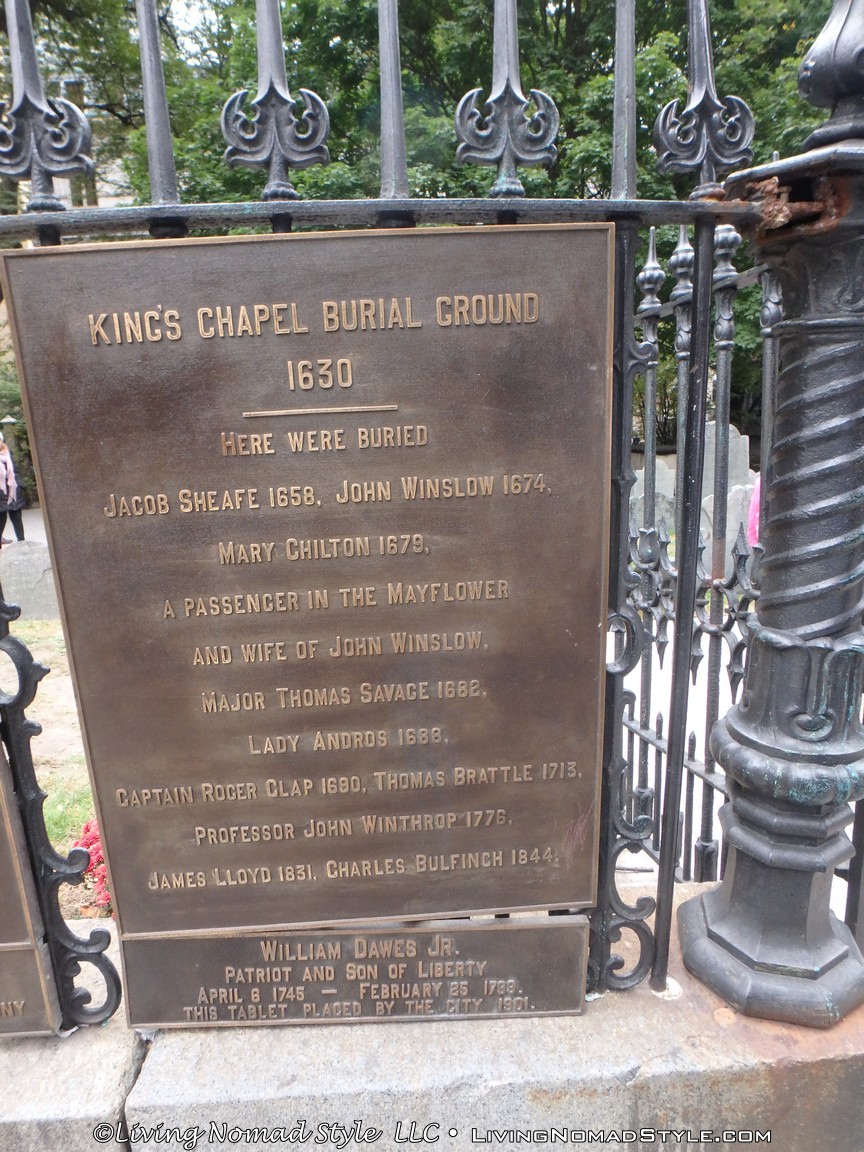 KING'S CHAPEL BURIAL GROUND
1630
HERE WERE BURIED
JACOB SHEAFE 1658, JOHN WINSLOW 1674,
MARY CHILTON 1679,
A PASSENGER IN THE MAYFLOWER
AND WIFE OF JOHN WINSLOW,
MAJOR THOMAS SAVAGE 1682,
LADY ANDROS 1688,
CAPTAIN ROGER CLAP 1690, THOMAS BRATTLE 1713,
PROFESSOR JOHN WINTHROP 1776,
JAMES LLOYD 1831, CHARLES BULFINCH 1844.
WILLIAM DAWES JR.
PATRIOT AND SON OF LIBERTY
APRIL 6 1745 — FEBRUARY 25 1799.
THIS TABLET PLACED BY THE CITY 1901.
NY
©Living Nomad Style LLC • LIVINGNOMADSTYLE.COM